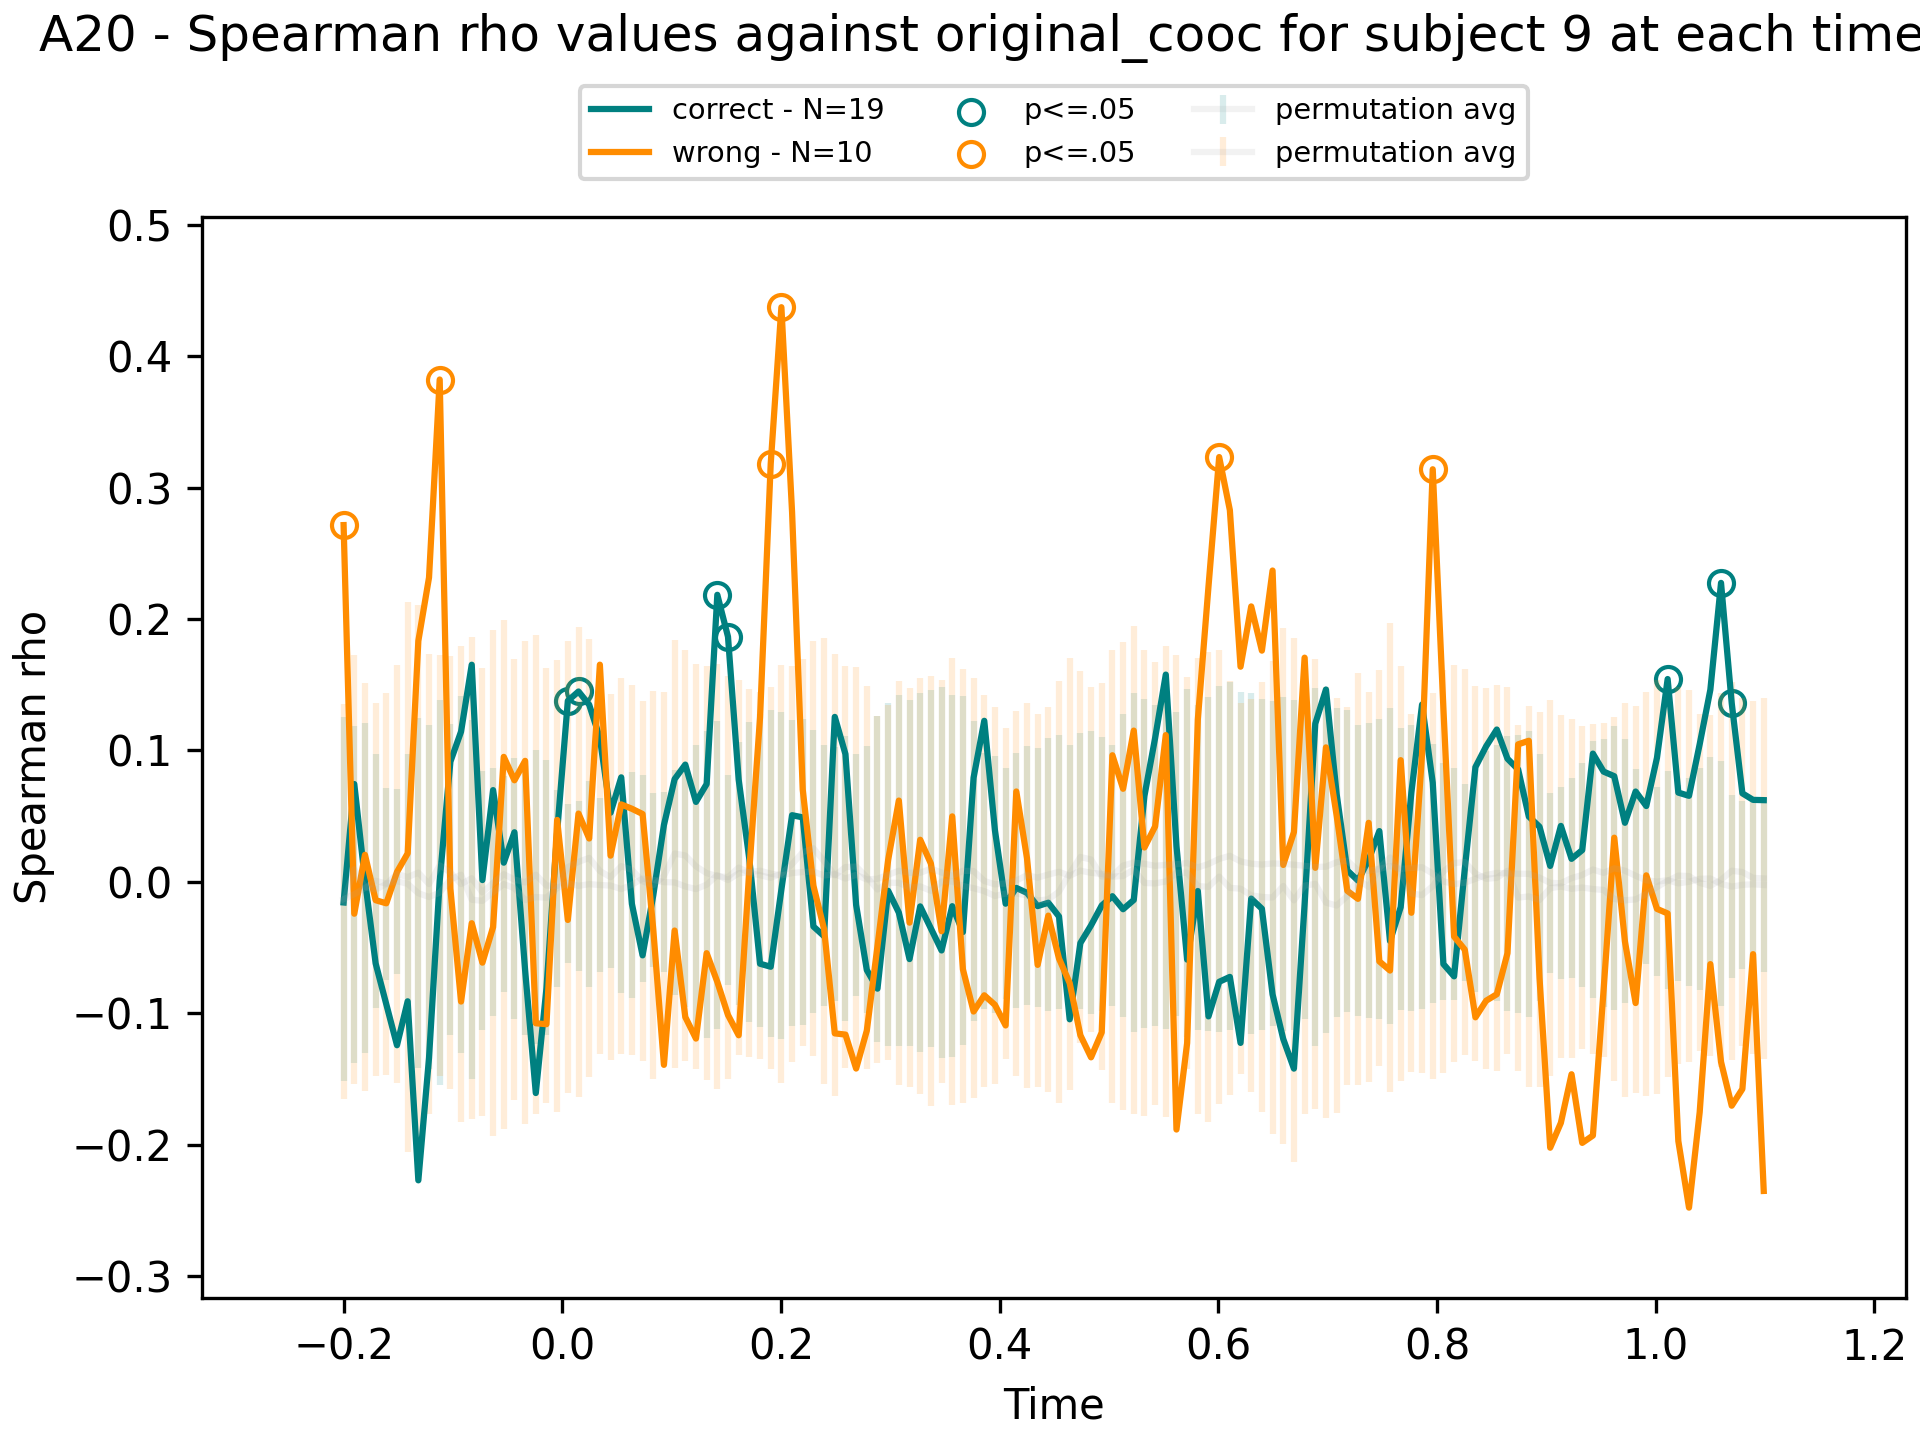 A20 - Spearman rho values against original_cooc for subject 9 at each time
correct - N=19 p<=.05 permutation avg
wrong - N=10 p<=.05 permutation avg
0.5
0.4
0.3
0.2
0.1
0.0
−0.1
−0.2
−0.3
Spearman rho
−0.2 0.0 0.2 0.4 0.6 0.8 1.0 1.2
Time